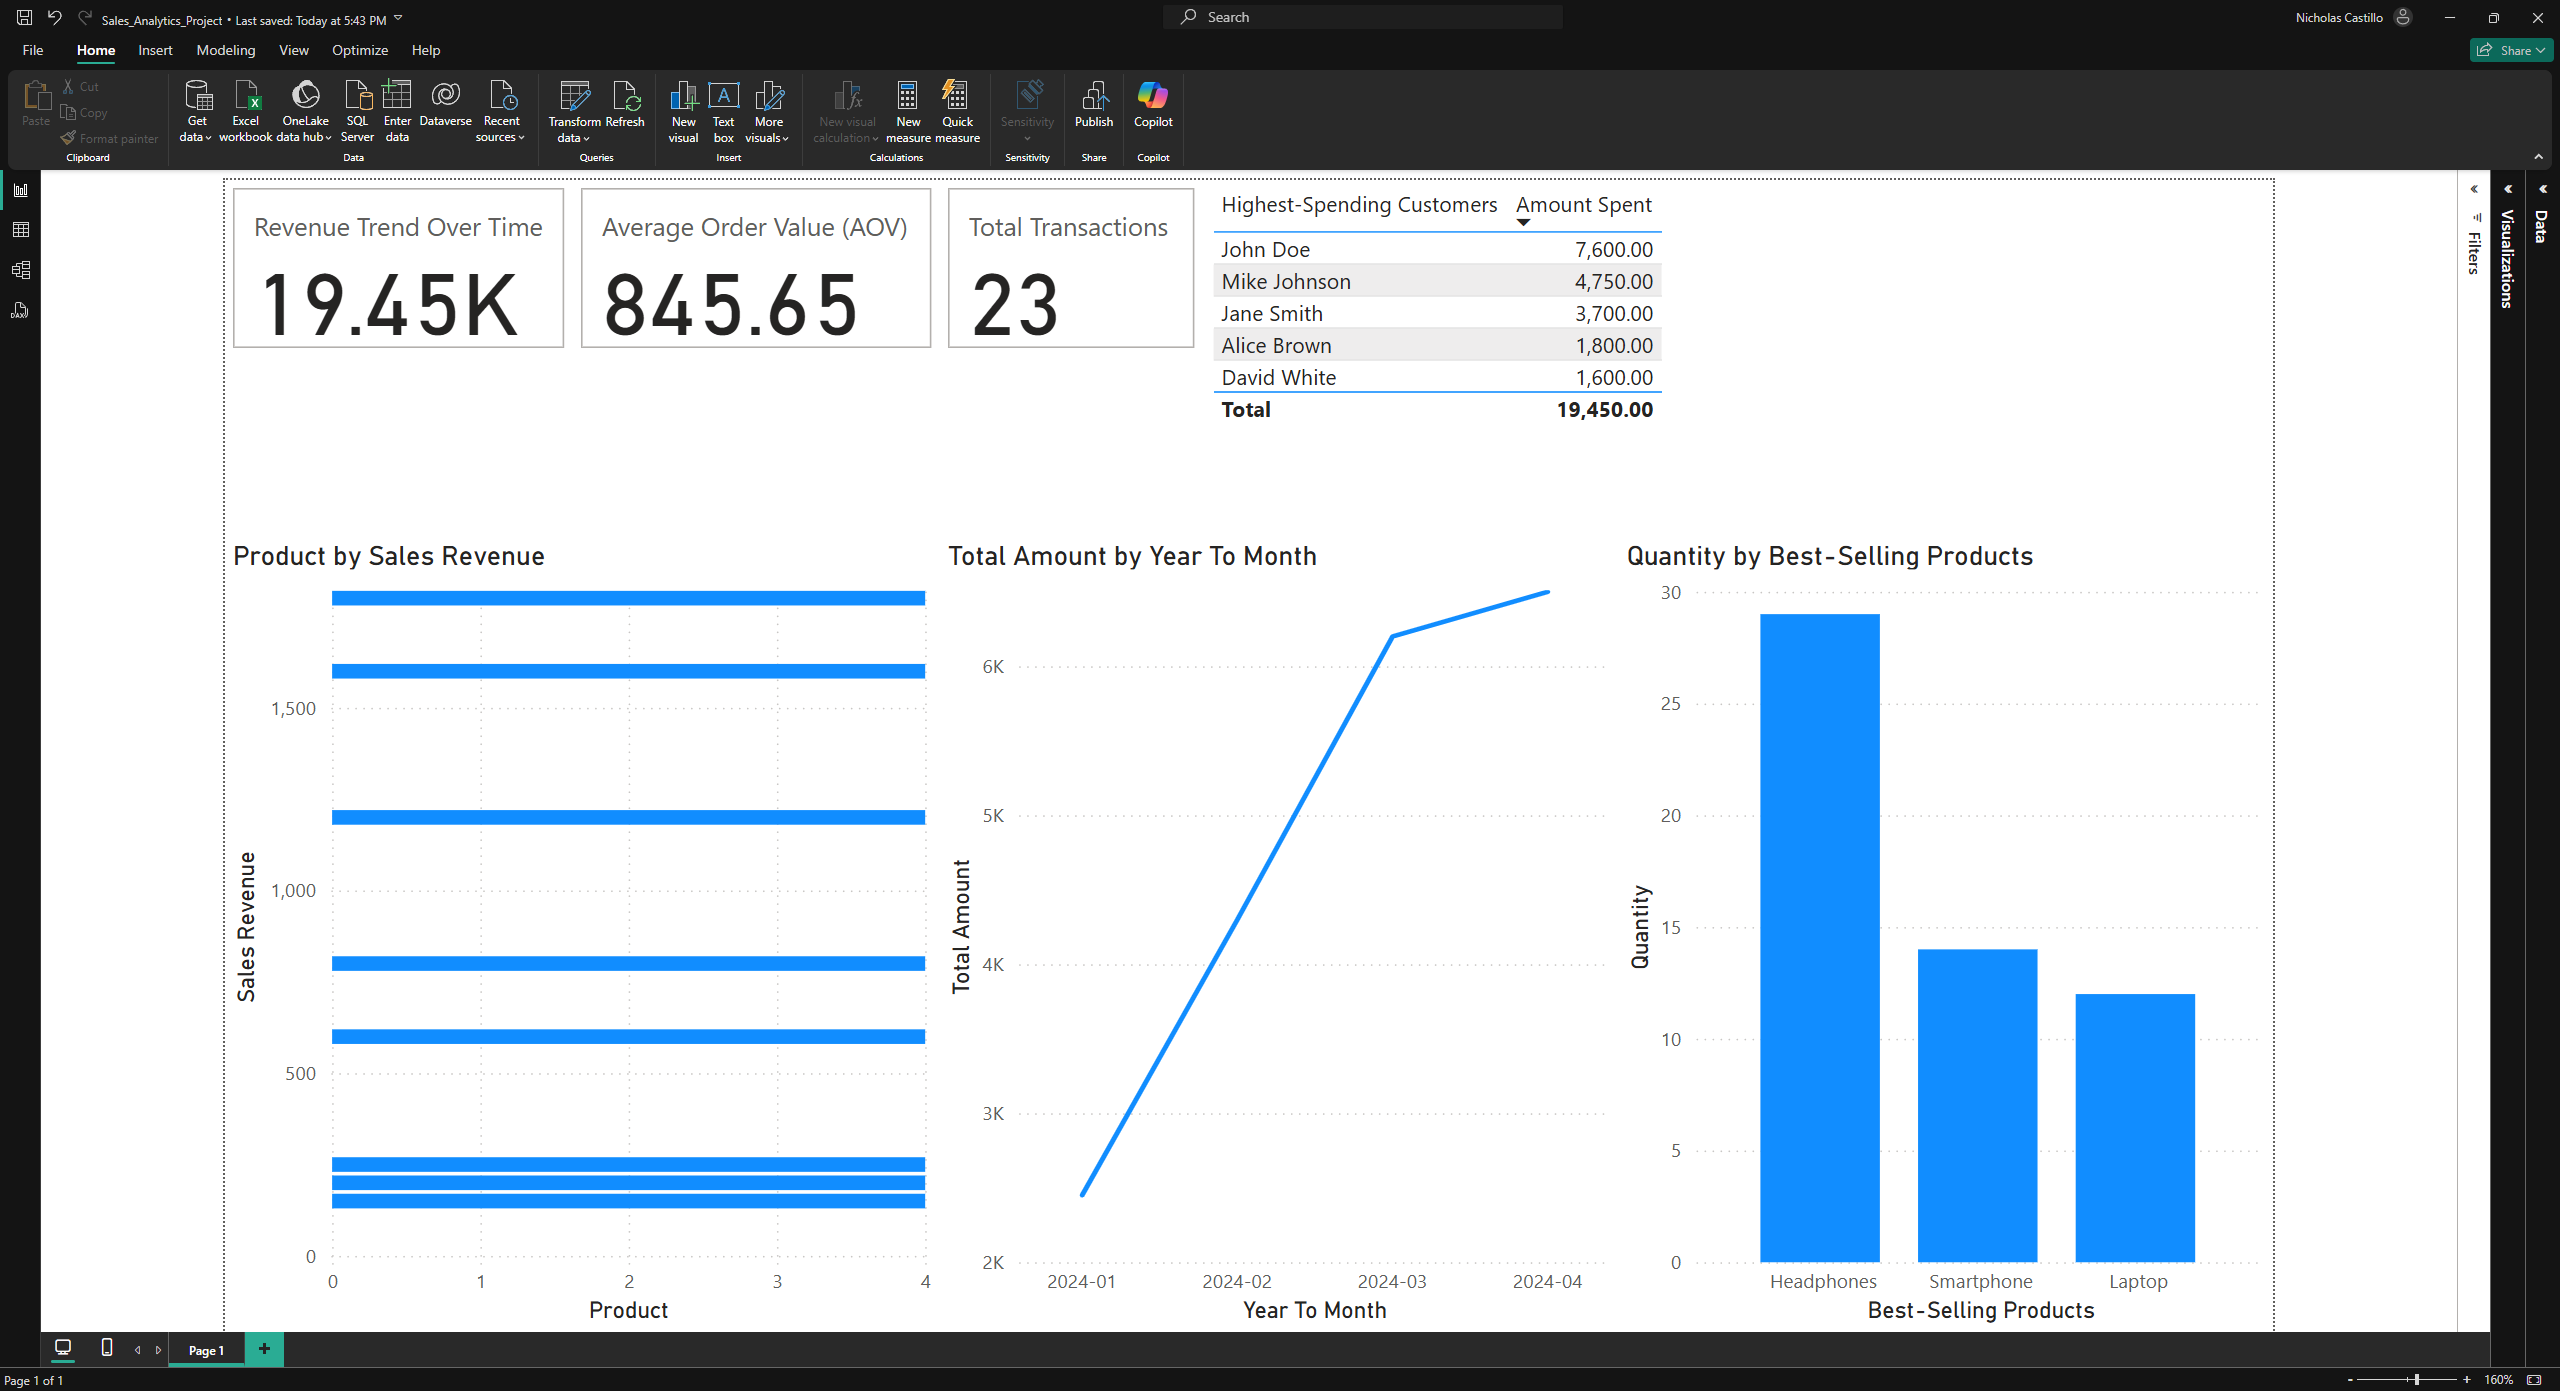 Sales_Analytics_Project • Last saved: Today at 5:43 PM
Search
Nicholas Castillo
File Home Insert Modeling View Optimize Help
Share
Paste
Cut
Copy
Format painter
Clipboard
Get data
Excel workbook
OneLake data hub
SQL Server
Enter data
Dataverse
Recent sources
Data
Transform data
Refresh
Queries
New visual
Text box
More visuals
Insert
New visual calculation
New measure
Quick measure
Calculations
Sensitivity
Sensitivity
Publish
Share
Copilot
Copilot
Revenue Trend Over Time
19.45K
Average Order Value (AOV)
845.65
Total Transactions
23
Highest-Spending Customers Amount Spent
John Doe 7,600.00
Mike Johnson 4,750.00
Jane Smith 3,700.00
Alice Brown 1,800.00
David White 1,600.00
Total 19,450.00
Filters
Visualizations
Data
Product by Sales Revenue
Sales Revenue
1,500
1,000
500
0
0 1 2 3 4
Product
Total Amount by Year To Month
Total Amount
6K
5K
4K
3K
2K
2024-01 2024-02 2024-03 2024-04
Year To Month
Quantity by Best-Selling Products
Quantity
30
25
20
15
10
5
0
Headphones Smartphone Laptop
Best-Selling Products
Page 1
Page 1 of 1
160%